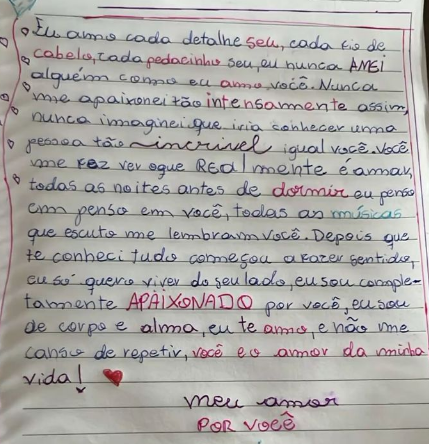 Eu amo cada detalhe seu, cada fio de
cabelo, cada pedacinho seu, eu nunca AMEI
alguém como eu amo você. Nunca
me apaixonei tão intensamente assim,
nunca imaginei que iria conhecer uma
pessoa tão incrivel igual você. Você
me fez ver oque REAlmente é amar,
todas as noites antes de dormir eu penso
em penso em você, todas as músicas
que escuto me lembram você. Depois que
te conheci tudo começou a fazer sentido,
eu só quero viver do seu lado, eu sou comple-
tamente APAIXONADO por você, eu sou
de corpo e alma, eu te amo, e não me
canso de repetir, você e o amor da minha
vida!
meu amor
POR VOCÊ